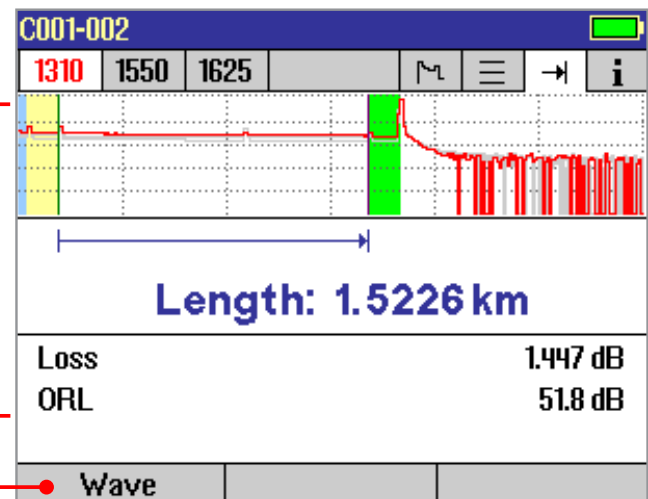 C001-002
1310 1550 1625 i
Length: 1.5226 km
Loss 1.447 dB
ORL 51.8 dB
Wave